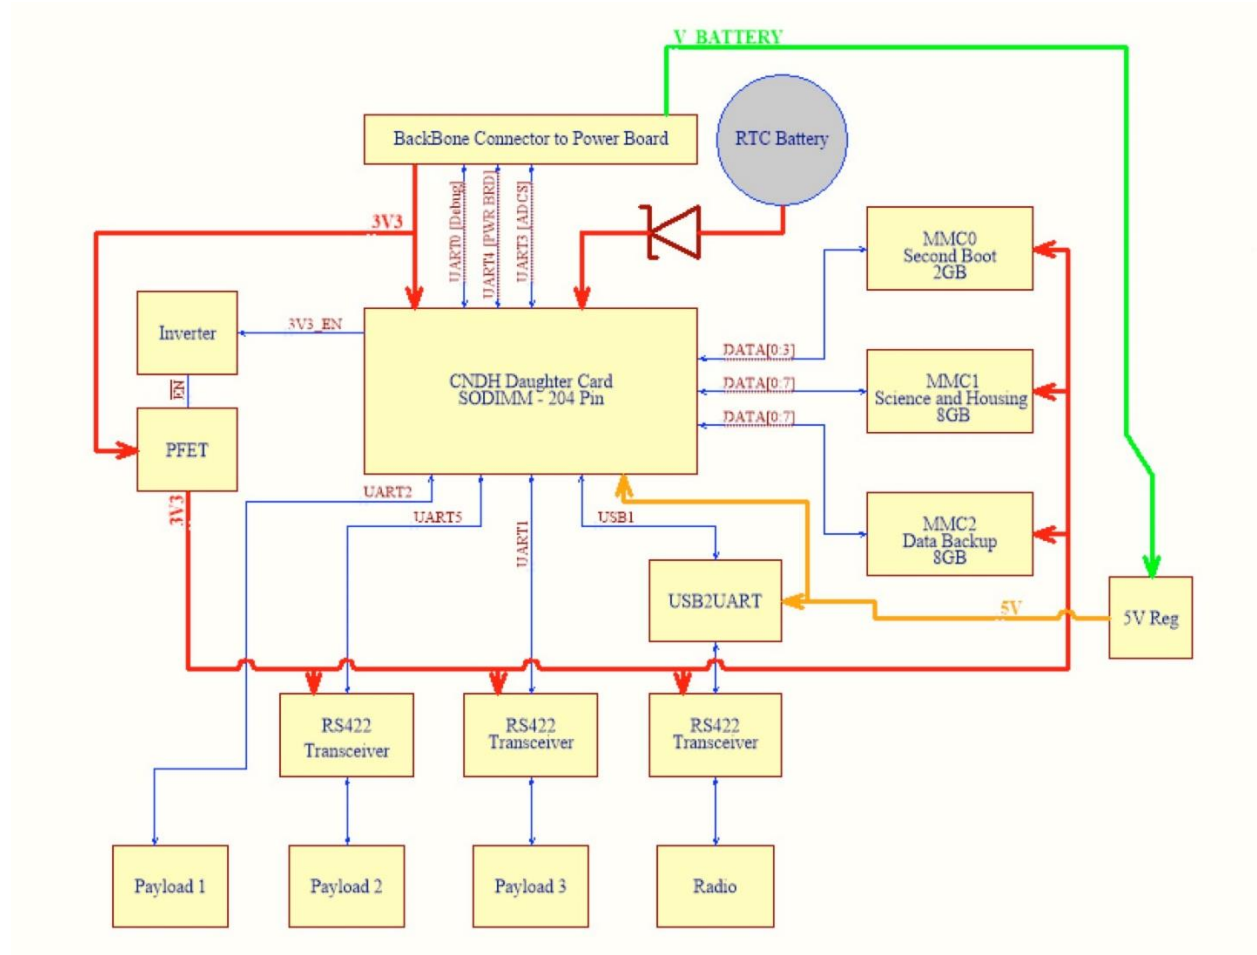 V_BATTERY
BackBone Connector to Power Board
RTC Battery
3V3
UART0 [Debug]
UART4 [PWR BRD]
UART3 [ADCS]
MMC0
Second Boot
2GB
Inverter
3V3_EN
EN
PFET
3V3
CNDH Daughter Card
SODIMM - 204 Pin
DATA[0:3]
DATA[0:7]
DATA[0:7]
MMC1
Science and Housing
8GB
MMC2
Data Backup
8GB
UART2
UART5
UART1
USB1
USB2UART
5V
5V Reg
RS422
Transceiver
RS422
Transceiver
RS422
Transceiver
Payload 1
Payload 2
Payload 3
Radio